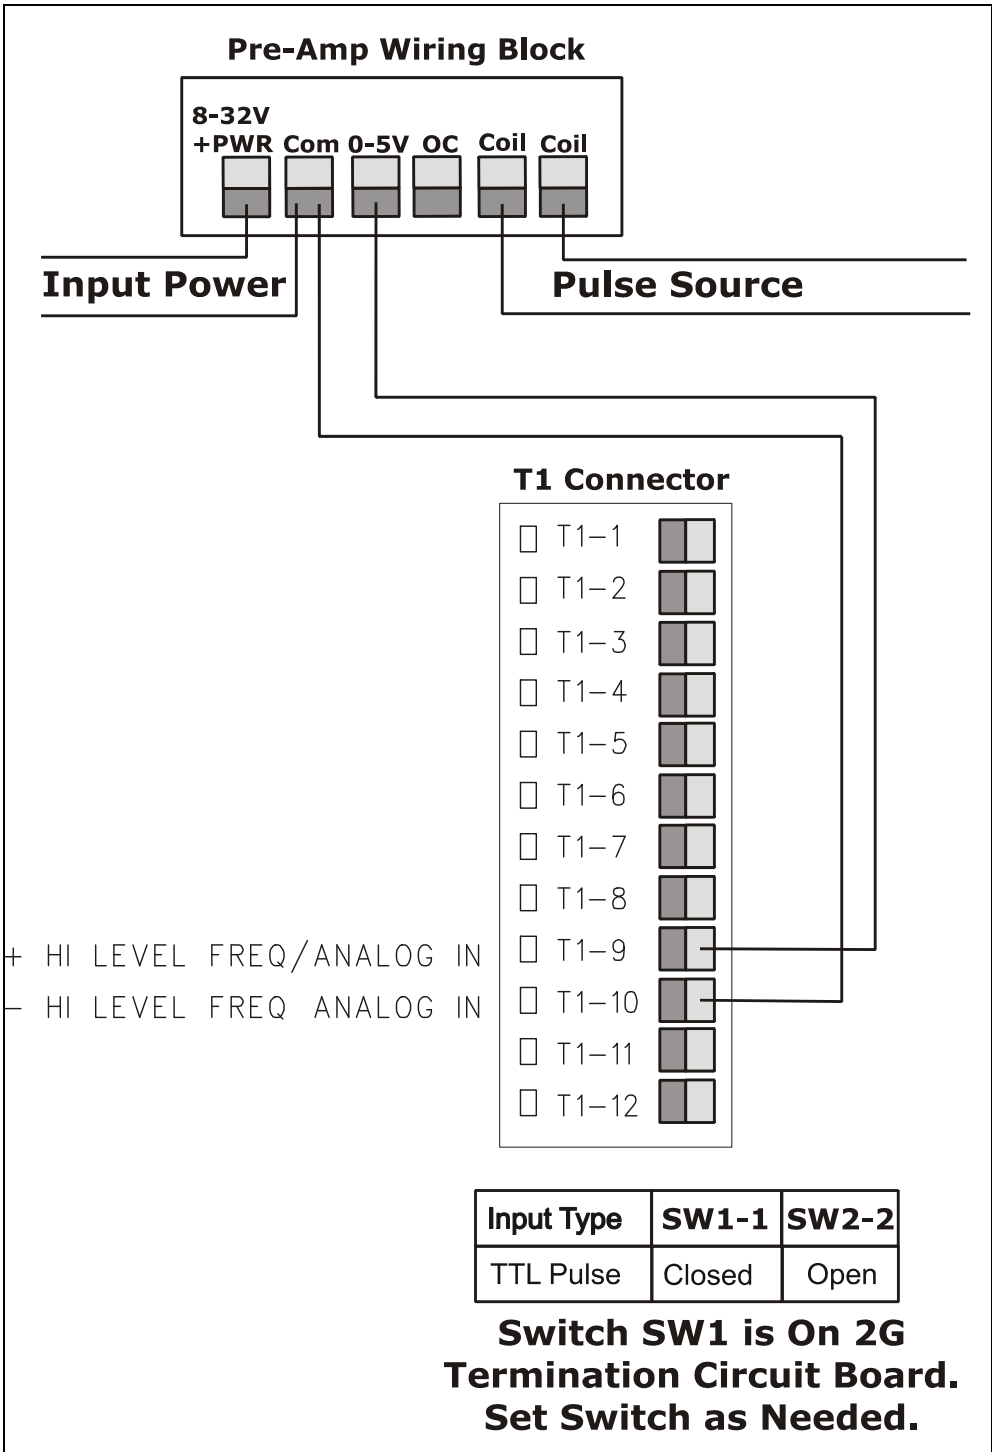 Pre-Amp Wiring Block
8-32V
+PWR Com 0-5V OC Coil Coil
Input Power
Pulse Source
T1 Connector
T1-1
T1-2
T1-3
T1-4
T1-5
T1-6
T1-7
T1-8
+ HI LEVEL FREQ/ANALOG IN T1-9
- HI LEVEL FREQ ANALOG IN T1-10
T1-11
T1-12
Input Type SW1-1 SW2-2
TTL Pulse Closed Open
Switch SW1 is On 2G
Termination Circuit Board.
Set Switch as Needed.